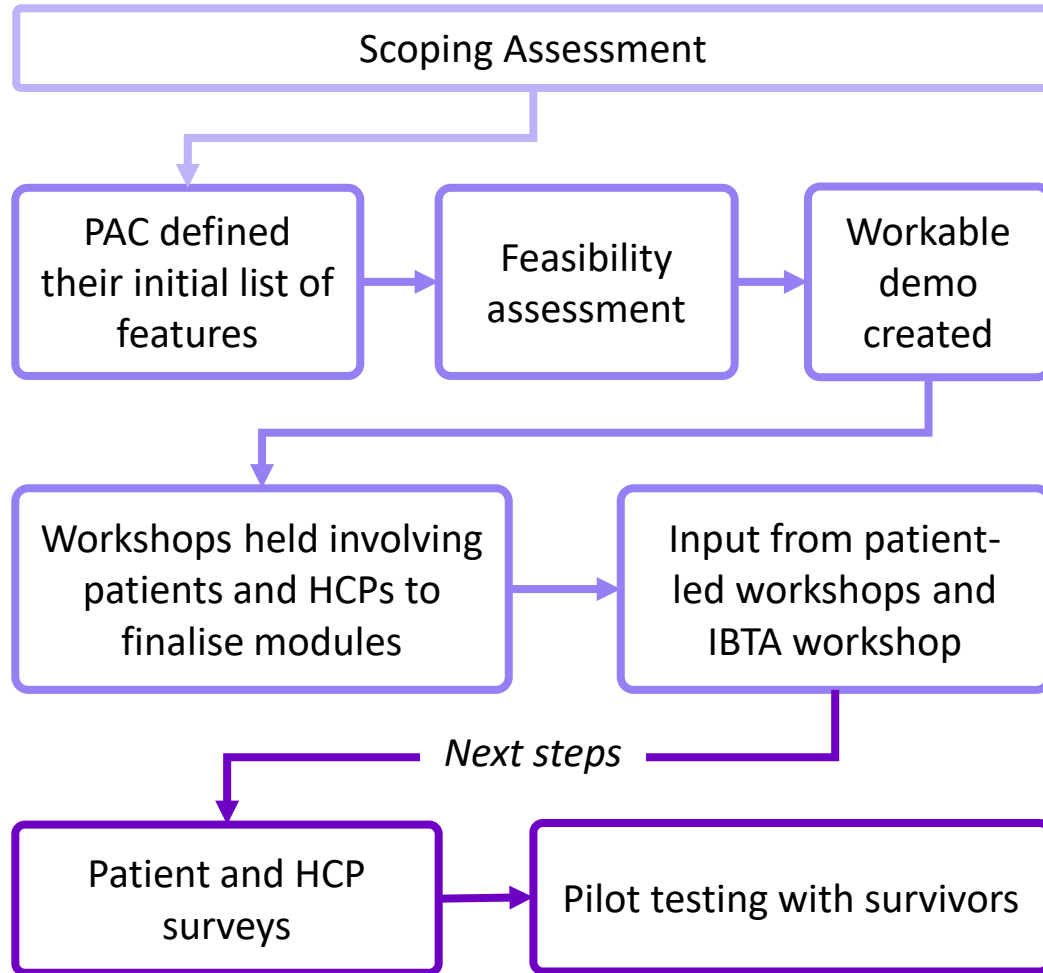 Scoping Assessment
PAC defined
their initial list of
features
Feasibility
assessment
Workable
demo
created
Workshops held involving
patients and HCPs to
finalise modules
Input from patient-
led workshops and
IBTA workshop
Next steps
Patient and HCP
surveys
Pilot testing with survivors